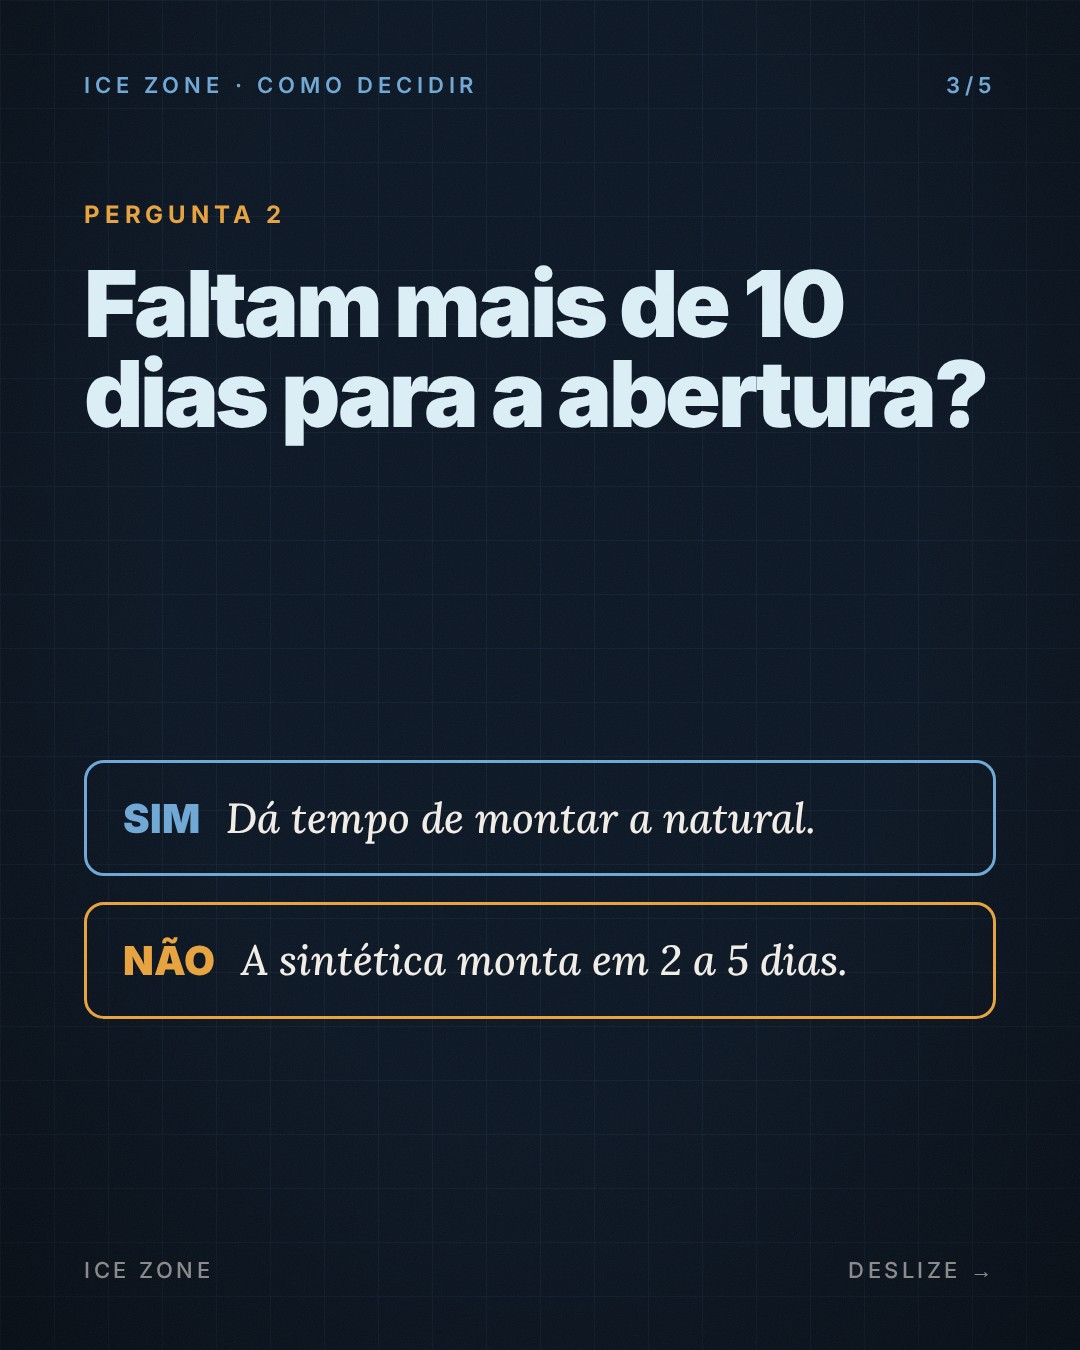 ICE ZONE · COMO DECIDIR
3/5
PERGUNTA 2
Faltam mais de 10
dias para a abertura?
SIM Dá tempo de montar a natural.
NÃO A sintética monta em 2 a 5 dias.
ICE ZONE
DESLIZE →